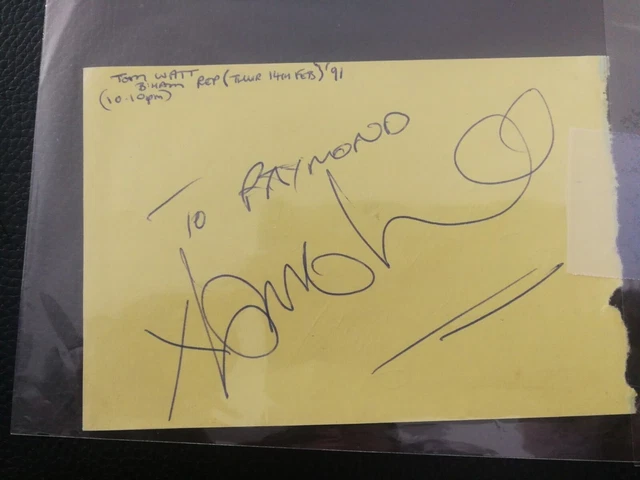 TOM WATT
B'HAM REP (THUR 14TH FEB) '91
(10.10pm)
TO RAYMOND